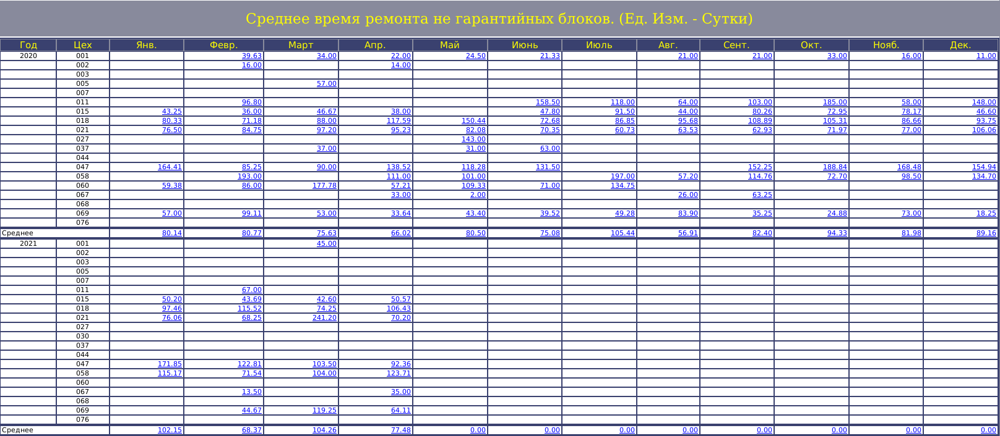 Среднее время ремонта не гарантийных блоков. (Ед. Изм. - Сутки)
Год Цех Янв. Февр. Март Апр. Май Июнь Июль Авг. Сент. Окт. Нояб. Дек.
2020 001 39.63 34.00 22.00 24.50 21.33 21.00 21.00 33.00 16.00 11.00
002 16.00 14.00
003
005 57.00
007
011 96.80 158.50 118.00 64.00 103.00 185.00 58.00 148.00
015 43.25 36.00 46.67 38.00 47.80 91.50 44.00 80.26 72.95 78.17 46.60
018 80.33 71.18 88.00 117.59 150.44 72.68 86.85 95.68 108.89 105.31 86.66 93.75
021 76.50 84.75 97.20 95.23 82.08 70.35 60.73 63.53 62.93 71.97 77.00 106.06
027 143.00
037 37.00 31.00 63.00
044
047 164.41 85.25 90.00 138.52 118.28 131.50 152.25 188.84 168.48 154.94
058 193.00 111.00 101.00 197.00 57.20 114.76 72.70 98.50 134.70
060 59.38 86.00 177.78 57.21 109.33 71.00 134.75
067 33.00 2.00 26.00 63.25
068
069 57.00 99.11 53.00 33.64 43.40 39.52 49.28 83.90 35.25 24.88 73.00 18.25
076
Среднее 80.14 80.77 75.63 66.02 80.50 75.08 105.44 56.91 82.40 94.33 81.98 89.16
2021 001 45.00
002
003
005
007
011 67.00
015 50.20 43.69 42.60 50.57
018 97.46 115.52 74.25 106.43
021 76.06 68.25 241.20 70.20
027
030
037
044
047 171.85 122.81 103.50 92.36
058 115.17 71.54 104.00 123.71
060
067 13.50 35.00
068
069 44.67 119.25 64.11
076
Среднее 102.15 68.37 104.26 77.48 0.00 0.00 0.00 0.00 0.00 0.00 0.00 0.00